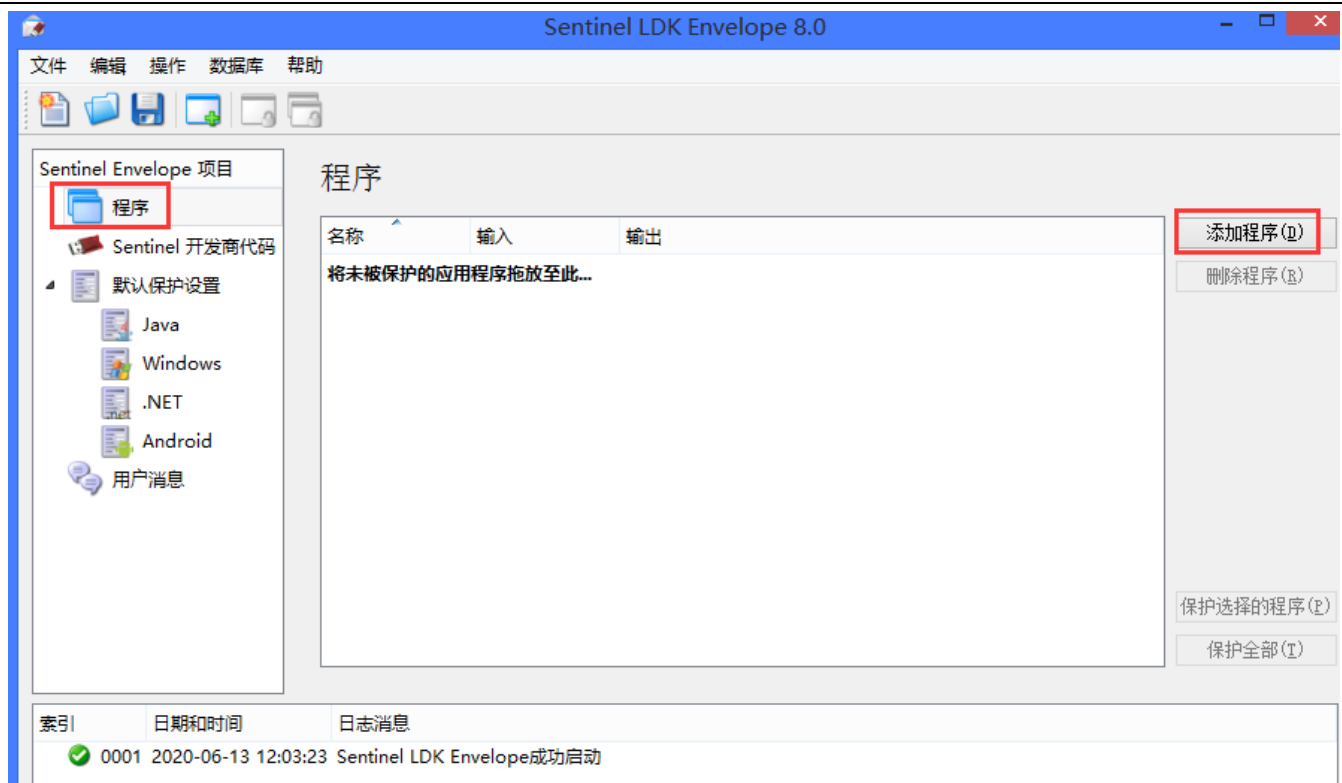 Sentinel LDK Envelope 8.0
文件 编辑 操作 数据库 帮助
Sentinel Envelope 项目
程序
Sentinel 开发商代码
默认保护设置
Java
Windows
.NET
Android
用户消息
程序
名称 输入 输出
将未被保护的应用程序拖放至此...
添加程序(D)
删除程序(R)
保护选择的程序(P)
保护全部(T)
索引 日期和时间 日志消息
0001 2020-06-13 12:03:23 Sentinel LDK Envelope成功启动